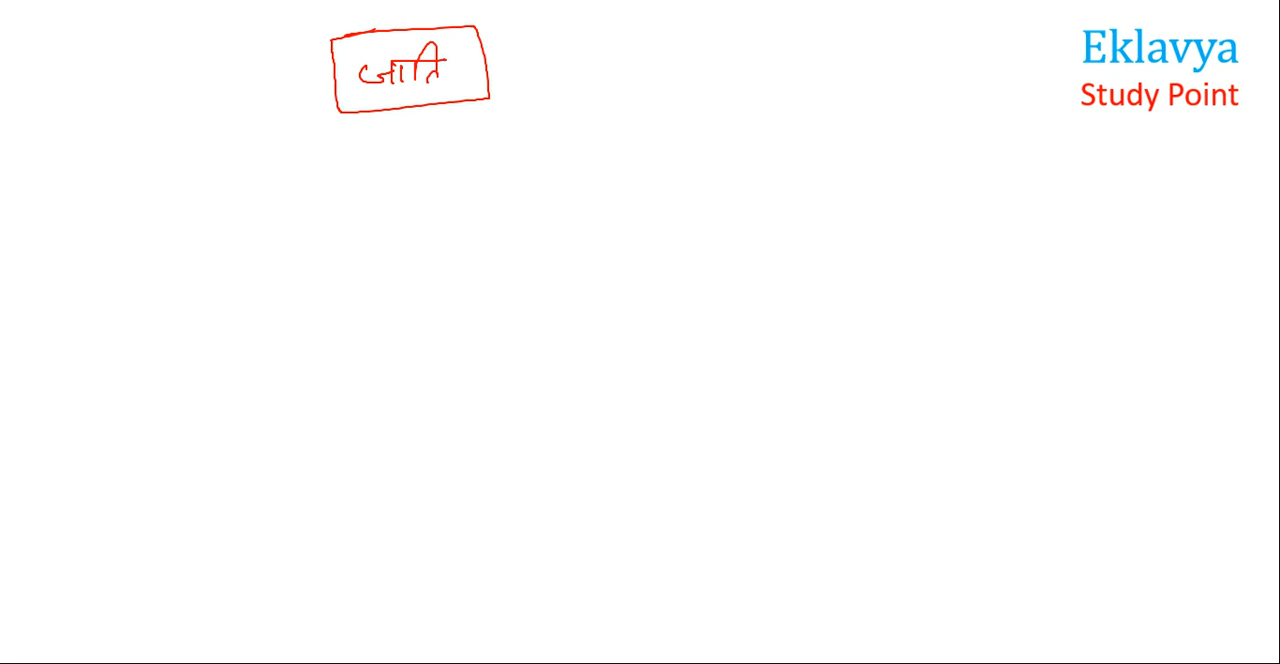 जाति
Eklavya
Study Point